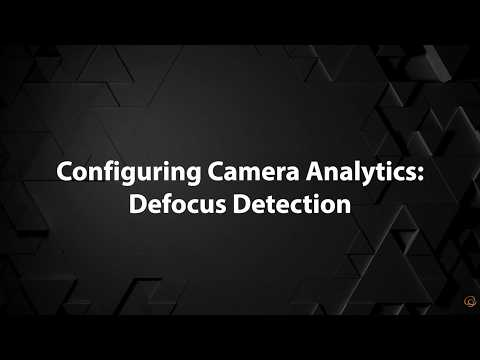 Configuring Camera Analytics:
Defocus Detection